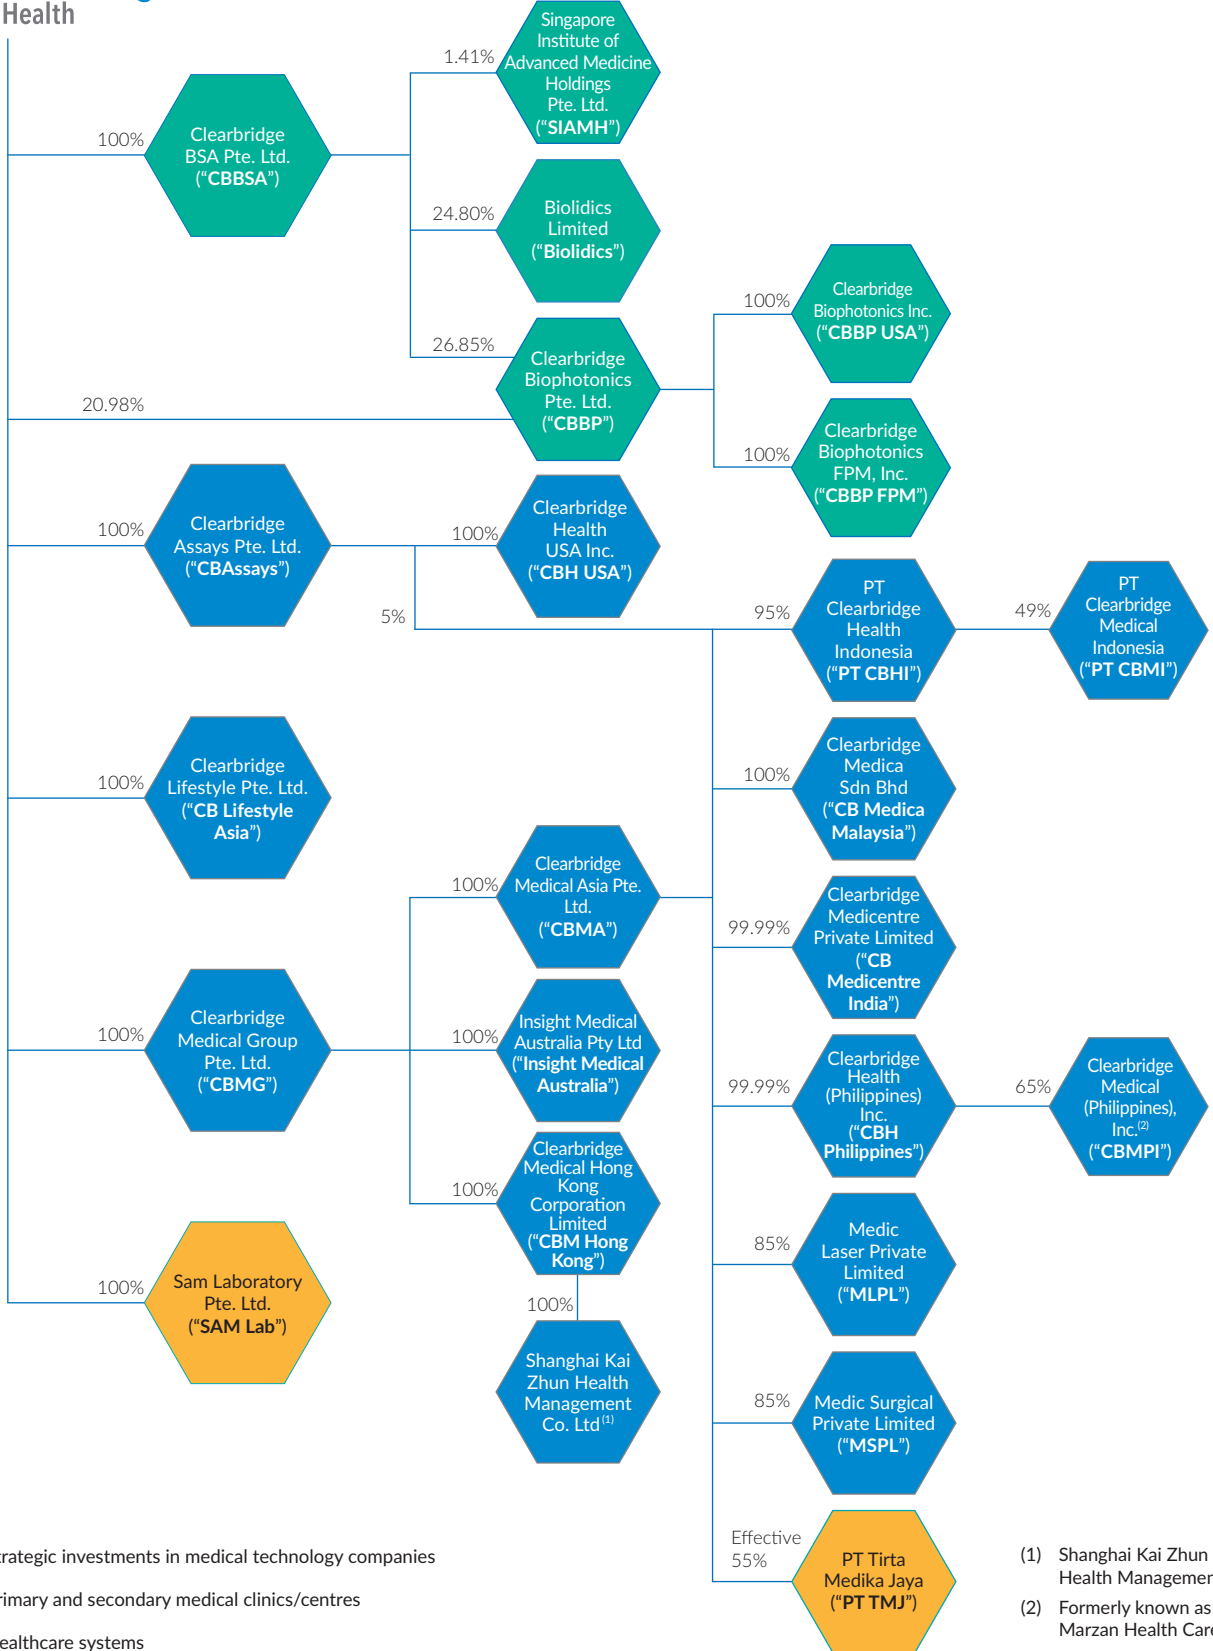 Health
Singapore
Institute of
Advanced Medicine
Holdings
Pte. Ltd.
(“SIAMH”)
1.41%
100%
Clearbridge
BSA Pte. Ltd.
(“CBBSA”)
24.80%
Biolidics
Limited
(“Biolidics”)
26.85%
Clearbridge
Biophotonics
Pte. Ltd.
(“CBBP”)
20.98%
100%
Clearbridge
Biophotonics Inc.
(“CBBP USA”)
100%
Clearbridge
Biophotonics
FPM, Inc.
(“CBBP FPM”)
100%
Clearbridge
Assays Pte. Ltd.
(“CBAssays”)
100%
Clearbridge
Health
USA Inc.
(“CBH USA”)
5%
95%
PT
Clearbridge
Health
Indonesia
(“PT CBHI”)
49%
PT
Clearbridge
Medical
Indonesia
(“PT CBMI”)
100%
Clearbridge
Medica
Sdn Bhd
(“CB Medica
Malaysia”)
100%
Clearbridge
Lifestyle Pte. Ltd.
(“CB Lifestyle
Asia”)
100%
Clearbridge
Medical Asia Pte.
Ltd.
(“CBMA”)
99.99%
Clearbridge
Medicentre
Private Limited
(“CB
Medicentre
India”)
100%
Clearbridge
Medical Group
Pte. Ltd.
(“CBMG”)
100%
Insight Medical
Australia Pty Ltd
(“Insight Medical
Australia”)
99.99%
Clearbridge
Health
(Philippines)
Inc.
(“CBH
Philippines”)
65%
Clearbridge
Medical
(Philippines),
Inc.(2)
(“CBMPI”)
100%
Clearbridge
Medical Hong
Kong
Corporation
Limited
(“CBM Hong
Kong”)
85%
Medic
Laser Private
Limited
(“MLPL”)
100%
Sam Laboratory
Pte. Ltd.
(“SAM Lab”)
100%
Shanghai Kai
Zhun Health
Management
Co. Ltd(1)
85%
Medic Surgical
Private Limited
(“MSPL”)
Effective
55%
PT Tirta
Medika Jaya
(“PT TMJ”)
trategic investments in medical technology companies
rimary and secondary medical clinics/centres
ealthcare systems
(1) Shanghai Kai Zhun
Health Managemen
(2) Formerly known as
Marzan Health Care